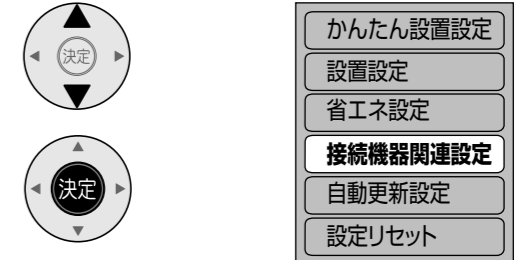 決定
決定
かんたん設置設定
設置設定
省エネ設定
接続機器関連設定
自動更新設定
設定リセット